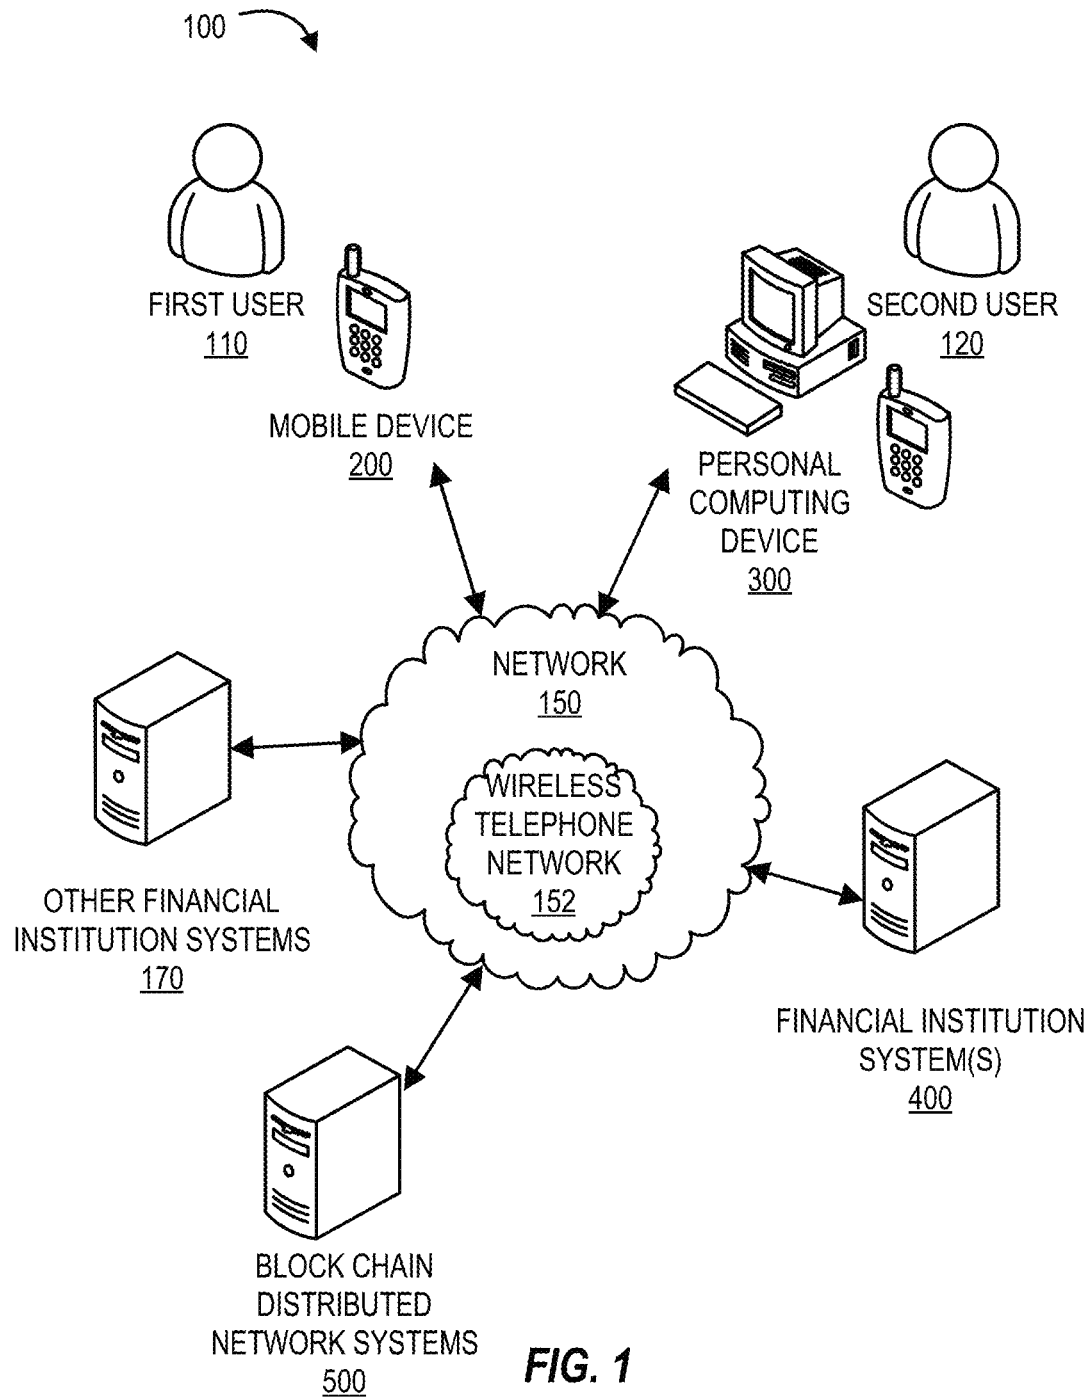 100
FIRST USER
110
SECOND USER
120
MOBILE DEVICE
200
PERSONAL
COMPUTING
DEVICE
300
NETWORK
150
WIRELESS
TELEPHONE
NETWORK
152
OTHER FINANCIAL
INSTITUTION SYSTEMS
170
FINANCIAL INSTITUTION
SYSTEM(S)
400
BLOCK CHAIN
DISTRIBUTED
NETWORK SYSTEMS
500
FIG. 1